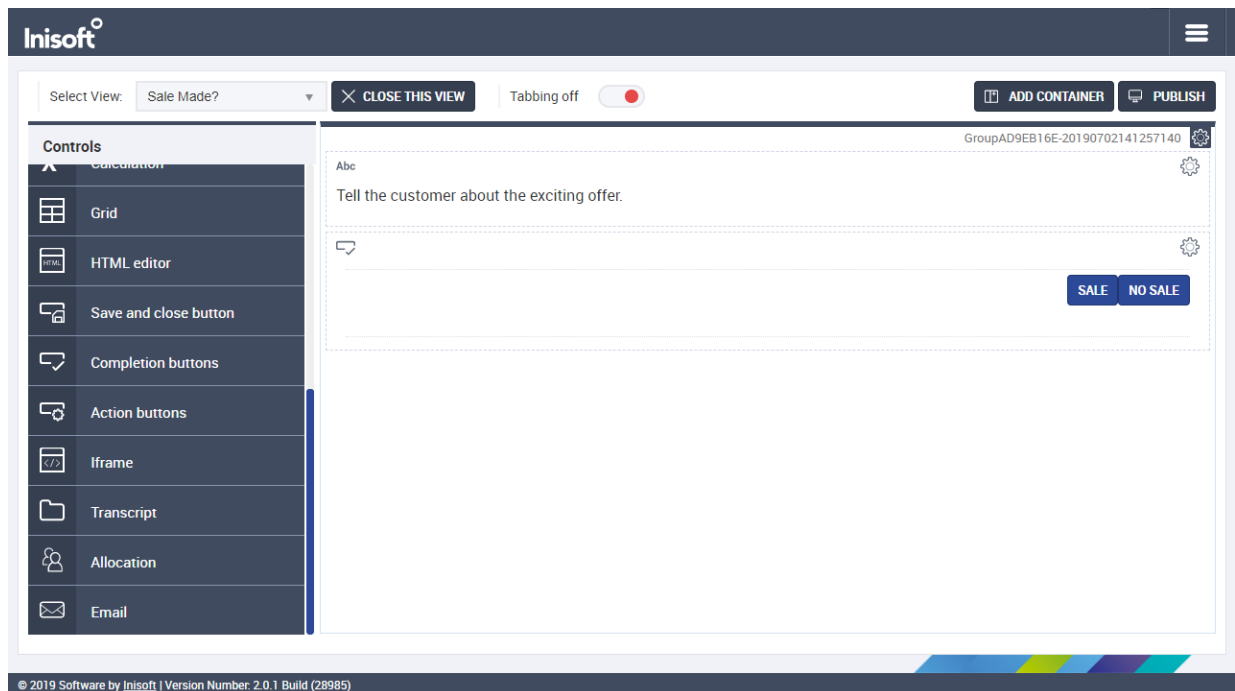 Inisoft
Select View: Sale Made? CLOSE THIS VIEW Tabbing off ADD CONTAINER PUBLISH
Controls
GroupAD9EB16E-20190702141257140
Calculation
Abc
Tell the customer about the exciting offer.
Grid
HTML HTML editor
SALE NO SALE
Save and close button
Completion buttons
Action buttons
</> Iframe
Transcript
Allocation
Email
© 2019 Software by Inisoft | Version Number: 2.0.1 Build (28985)